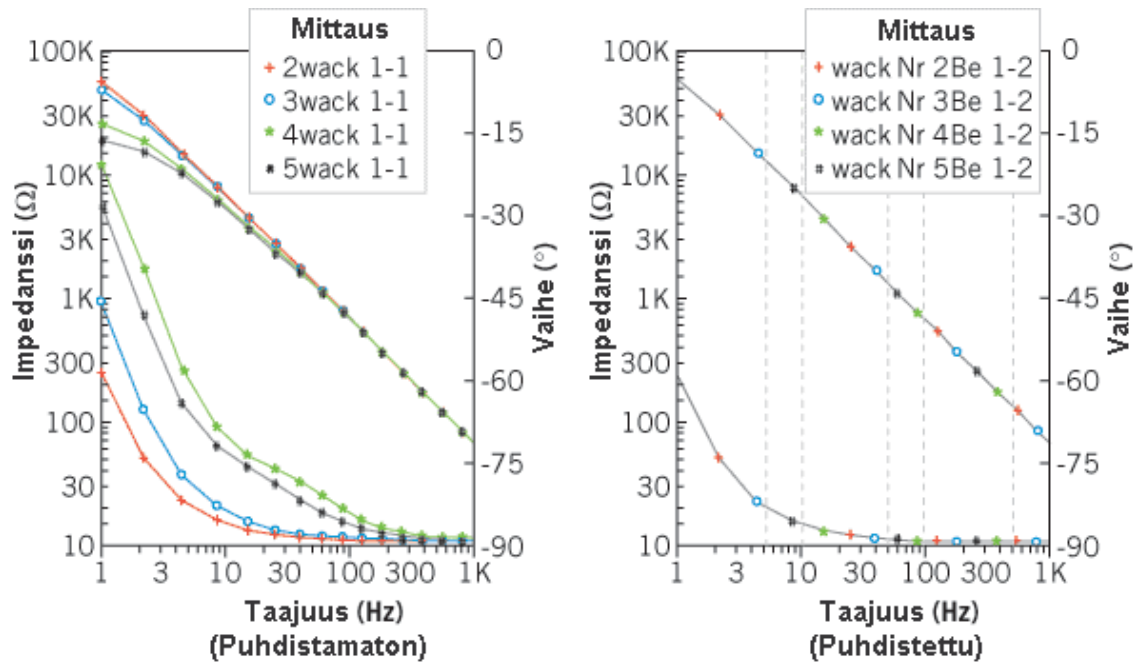 Mittaus
2wack 1-1
3wack 1-1
4wack 1-1
5wack 1-1
100K
30K
10K
3K
1K
300
100
30
10
Impedanssi (Ω)
0
-15
-30
-45
-60
-75
-90
Vaihe (°)
1 3 10 30 100 300 1K
Taajuus (Hz)
(Puhdistamaton)
Mittaus
wack Nr 2Be 1-2
wack Nr 3Be 1-2
wack Nr 4Be 1-2
wack Nr 5Be 1-2
100K
30K
10K
3K
1K
300
100
30
10
Impedanssi (Ω)
0
-15
-30
-45
-60
-75
-90
Vaihe (°)
1 3 10 30 100 300 1K
Taajuus (Hz)
(Puhdistettu)